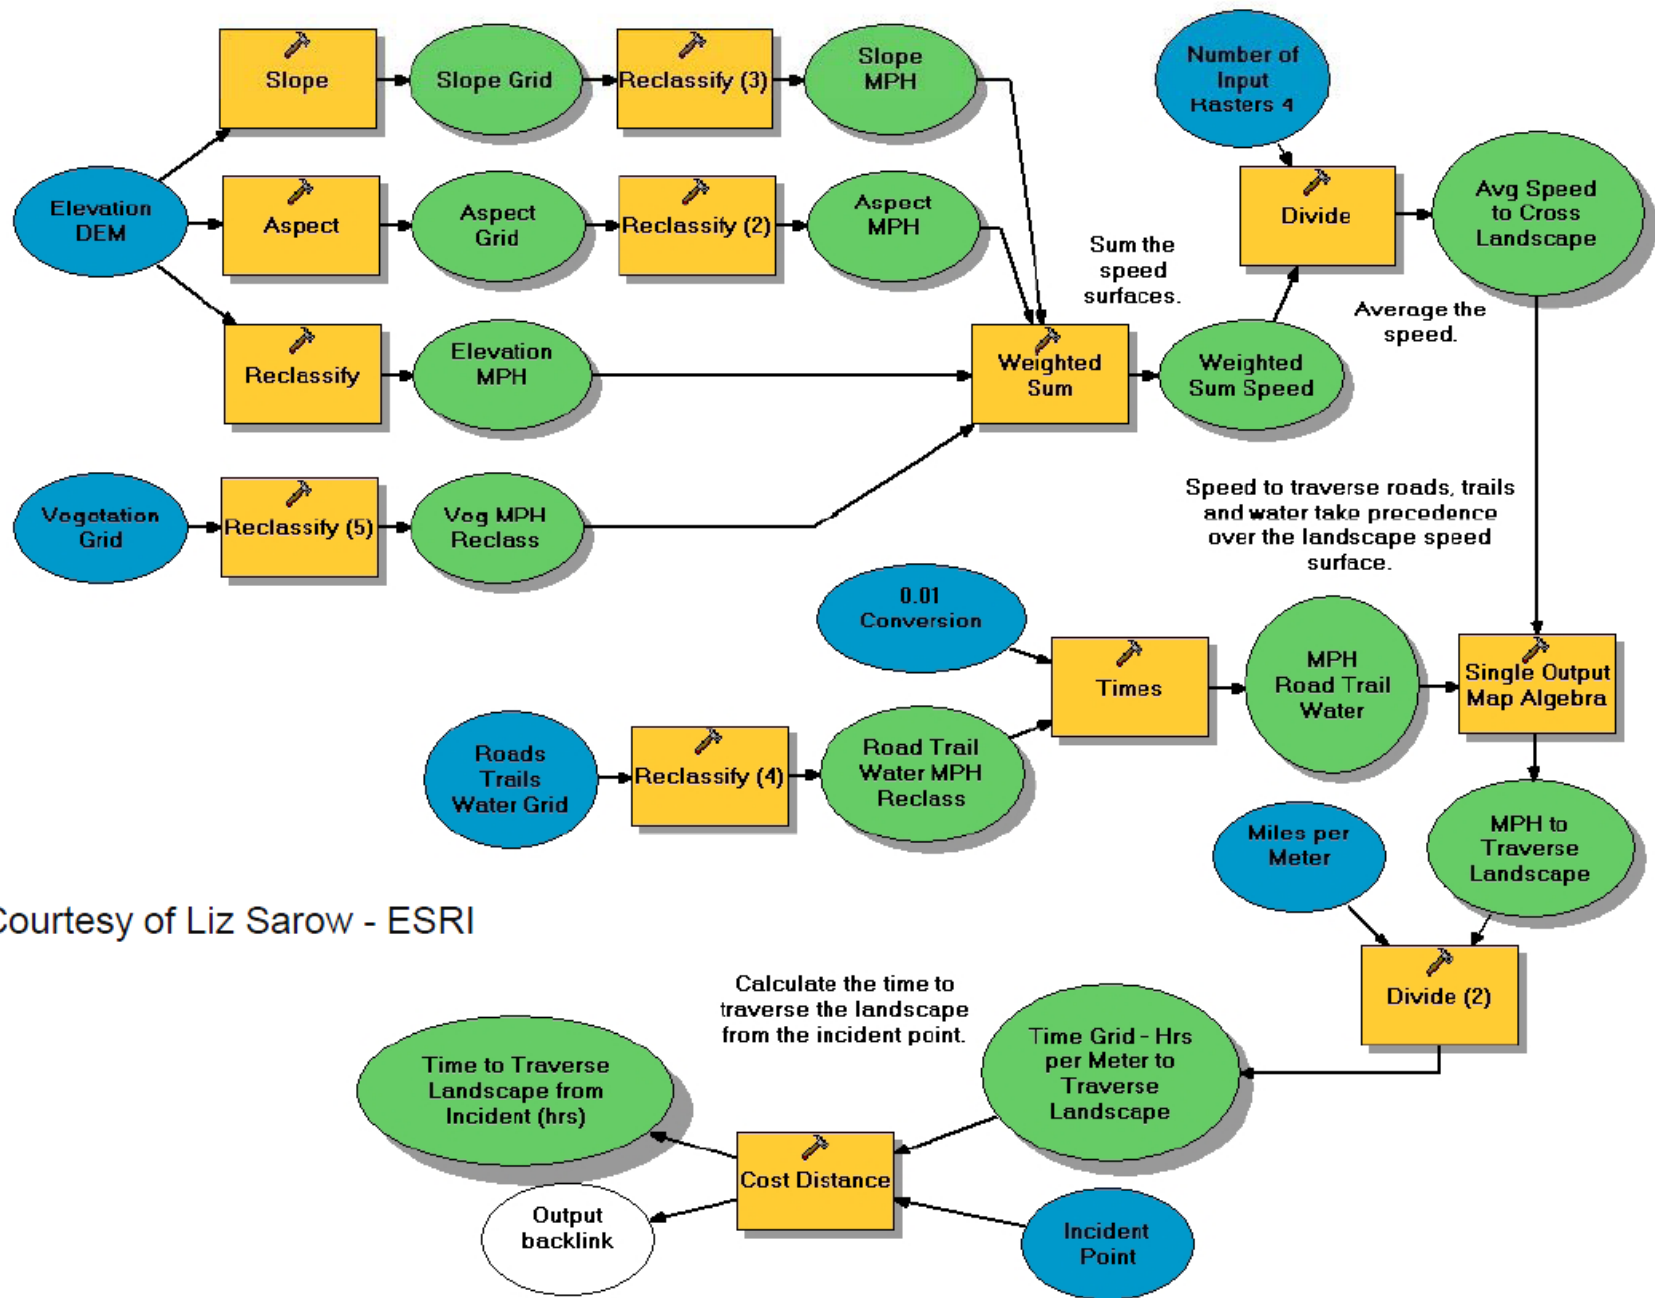 Slope
Slope Grid
Reclassify (3)
Slope
MPH
Number of
Input
Rasters 4
Elevation
DEM
Aspect
Aspect
Grid
Reclassify (2)
Aspect
MPH
Divide
Avg Speed
to Cross
Landscape
Sum the
speed
surfaces.
Average the
speed.
Reclassify
Elevation
MPH
Weighted
Sum
Weighted
Sum Speed
Vegetation
Grid
Reclassify (5)
Veg MPH
Reclass
Speed to traverse roads, trails
and water take precedence
over the landscape speed
surface.
0.01
Conversion
Times
MPH
Road Trail
Water
Single Output
Map Algebra
Roads
Trails
Water Grid
Reclassify (4)
Road Trail
Water MPH
Reclass
Miles per
Meter
MPH to
Traverse
Landscape
Courtesy of Liz Sarow - ESRI
Divide (2)
Calculate the time to
traverse the landscape
from the incident point.
Time Grid - Hrs
per Meter to
Traverse
Landscape
Time to Traverse
Landscape from
Incident (hrs)
Cost Distance
Output
backlink
Incident
Point